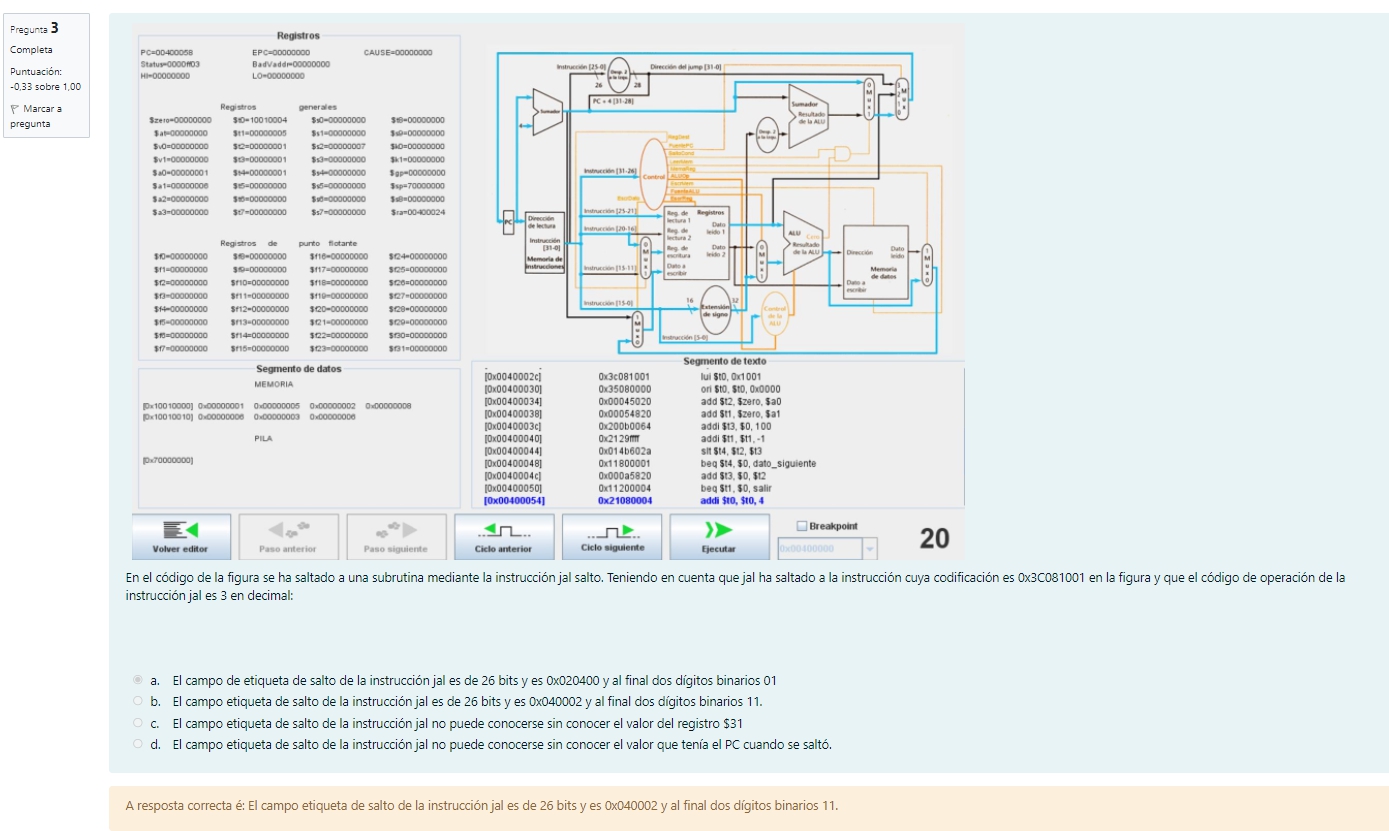 Pregunta 3
Completa
Puntuación:
-0,33 sobre 1,00
Marcar a
pregunta
Registros
PC=00400058 EPC=00000000 CAUSE=00000000
Status=0000ff03 BadVaddr=00000000
HI=00000000 LO=00000000
Registros generales
$zero=00000000 $t0=10010004 $s0=00000000 $t8=00000000
$at=00000000 $t1=00000005 $s1=00000000 $t9=00000000
$v0=00000000 $t2=00000001 $s2=00000007 $k0=00000000
$v1=00000000 $t3=00000001 $s3=00000000 $k1=00000000
$a0=00000001 $t4=00000001 $s4=00000000 $gp=00000000
$a1=00000006 $t5=00000000 $s5=00000000 $sp=70000000
$a2=00000000 $t6=00000000 $s6=00000000 $s8=00000000
$a3=00000000 $t7=00000000 $s7=00000000 $ra=00400024
Registros de punto flotante
$f0=00000000 $f8=00000000 $f16=00000000 $f24=00000000
$f1=00000000 $f9=00000000 $f17=00000000 $f25=00000000
$f2=00000000 $f10=00000000 $f18=00000000 $f26=00000000
$f3=00000000 $f11=00000000 $f19=00000000 $f27=00000000
$f4=00000000 $f12=00000000 $f20=00000000 $f28=00000000
$f5=00000000 $f13=00000000 $f21=00000000 $f29=00000000
$f6=00000000 $f14=00000000 $f22=00000000 $f30=00000000
$f7=00000000 $f15=00000000 $f23=00000000 $f31=00000000
Segmento de datos
MEMORIA
[0x10010000] 0x00000001 0x00000005 0x00000002 0x00000008
[0x10010010] 0x00000006 0x00000003 0x00000006
PILA
[0x70000000]
Instrucción [25-0]
Desp. 2
26
28
Dirección del jump [31-0]
PC + 4 [31-28]
Sumador
4
Sumador
Resultado
de la ALU
Desp. 2
Control
RegDest
FuentePC
ALUOp
FuenteALU
Instrucción [31-26]
Instrucción [25-21]
Instrucción [20-16]
Instrucción [15-11]
Instrucción [15-0]
Instrucción [5-0]
PC
Dirección
de lectura
Instrucción
[31-0]
Memoria de
Instrucciones
Reg. de
lectura 1
Registros
Reg. de
lectura 2
Reg. de
escritura
Dato a
escribir
Dato
leído 1
Dato
leído 2
ALU
Cero
Resultado
de la ALU
Dirección
Dato
leído
Memoria
de datos
Dato a
escribir
16
Extensión
de signo
32
Control
de la
ALU
Segmento de texto
[0x0040002c] 0x3c081001 lui $t0, 0x1001
[0x00400030] 0x35080000 ori $t0, $t0, 0x0000
[0x00400034] 0x00045020 add $t2, $zero, $a0
[0x00400038] 0x00054820 add $t1, $zero, $a1
[0x0040003c] 0x200b0064 addi $t3, $0, 100
[0x00400040] 0x2129ffff addi $t1, $t1, -1
[0x00400044] 0x014b602a slt $t4, $t2, $t3
[0x00400048] 0x11800001 beq $t4, $0, dato_siguiente
[0x0040004c] 0x000a5820 add $t3, $0, $t2
[0x00400050] 0x11200004 beq $t1, $0, salir
[0x00400054] 0x21080004 addi $t0, $t0, 4
Volver editor
Paso anterior
Paso siguiente
Ciclo anterior
Ciclo siguiente
Ejecutar
Breakpoint
0x00400000
20
En el código de la figura se ha saltado a una subrutina mediante la instrucción jal salto. Teniendo en cuenta que jal ha saltado a la instrucción cuya codificación es 0x3C081001 en la figura y que el código de operación de la
instrucción jal es 3 en decimal:
a. El campo de etiqueta de salto de la instrucción jal es de 26 bits y es 0x020400 y al final dos dígitos binarios 01
b. El campo etiqueta de salto de la instrucción jal es de 26 bits y es 0x040002 y al final dos dígitos binarios 11.
c. El campo etiqueta de salto de la instrucción jal no puede conocerse sin conocer el valor del registro $31
d. El campo etiqueta de salto de la instrucción jal no puede conocerse sin conocer el valor que tenía el PC cuando se saltó.
A resposta correcta é: El campo etiqueta de salto de la instrucción jal es de 26 bits y es 0x040002 y al final dos dígitos binarios 11.